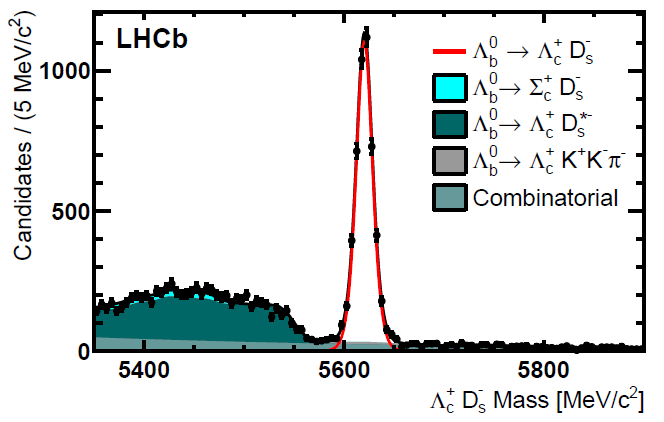 LHCb
Λb0 → Λc+ Ds-
Λb0 → Σc+ Ds-
Λb0 → Λc+ Ds*-
Λb0 → Λc+ K+K-π-
Combinatorial
Candidates / (5 MeV/c2)
1000
500
0
5400 5600 5800
Λc+ Ds- Mass [MeV/c2]